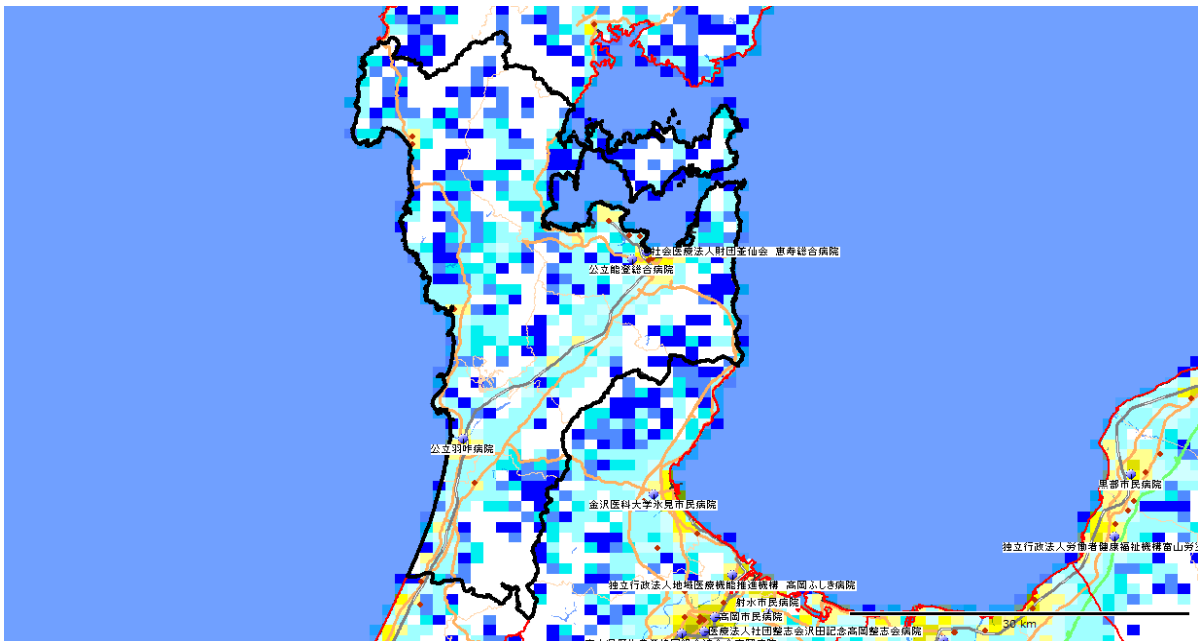 社会医療法人財団董仙会 恵寿総合病院
公立能登総合病院
公立羽咋病院
黒部市民病院
金沢医科大学氷見市民病院
独立行政法人労働者健康福祉機構富山労災
独立行政法人地域医療機能推進機構 高岡ふしき病院
射水市民病院
高岡市民病院
30 km
医療法人社団整志会沢田記念高岡整志会病院